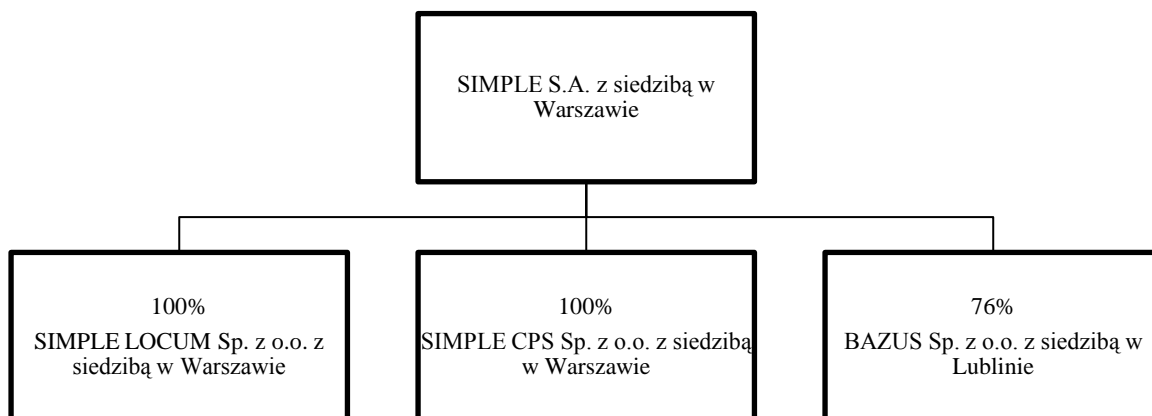 SIMPLE S.A. z siedzibą w
Warszawie
100%
SIMPLE LOCUM Sp. z o.o. z
siedzibą w Warszawie
100%
SIMPLE CPS Sp. z o.o. z siedzibą
w Warszawie
76%
BAZUS Sp. z o.o. z siedzibą w
Lublinie